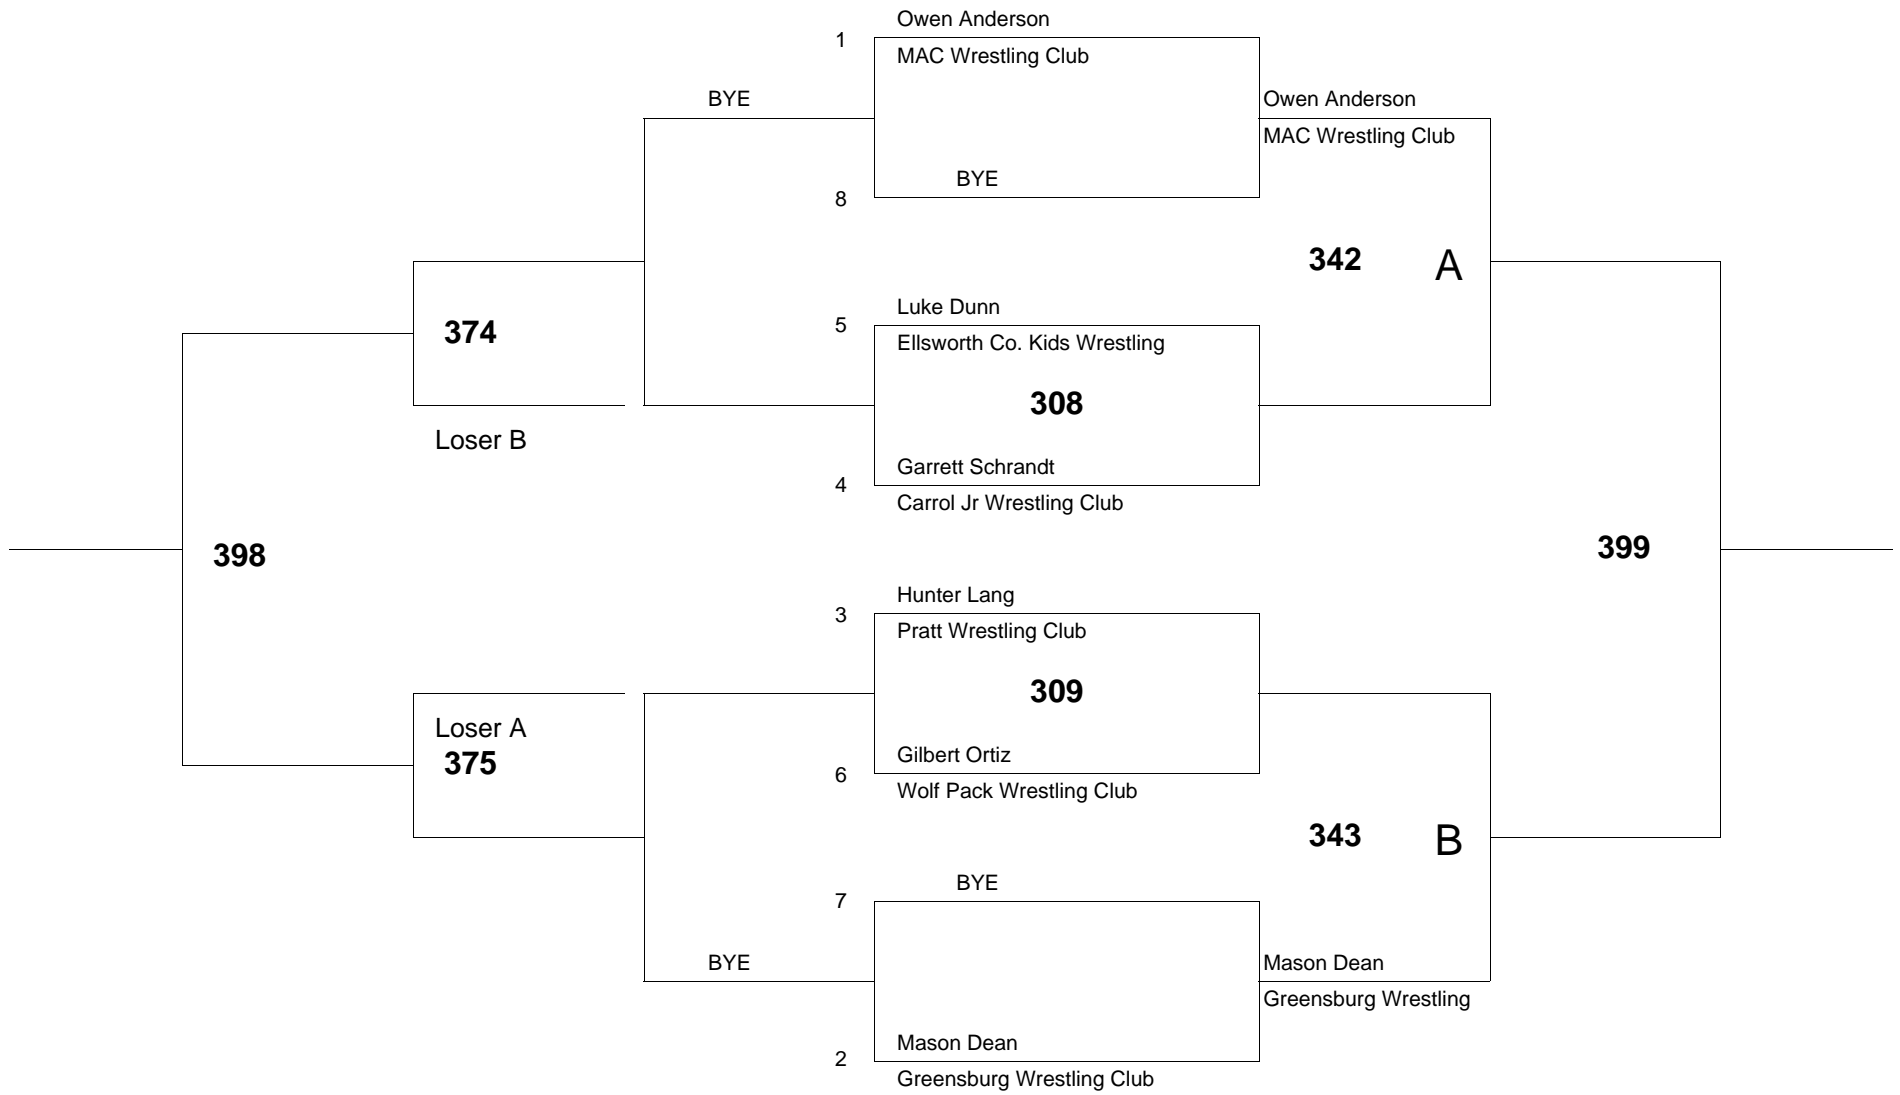 Owen Anderson
1
MAC Wrestling Club
BYE
Owen Anderson
MAC Wrestling Club
BYE
8
342
A
Luke Dunn
5
Ellsworth Co. Kids Wrestling
374
308
Loser B
Garrett Schrandt
4
Carrol Jr Wrestling Club
398
399
Hunter Lang
3
Pratt Wrestling Club
309
Loser A
375
Gilbert Ortiz
6
Wolf Pack Wrestling Club
343
B
BYE
7
BYE
Mason Dean
Greensburg Wrestling
Mason Dean
2
Greensburg Wrestling Club